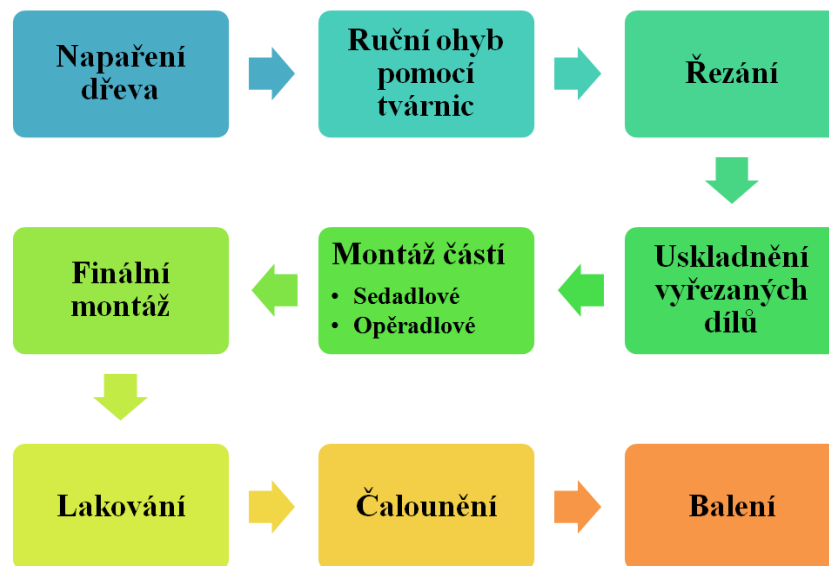 Napaření
dřeva
Ruční ohyb
pomocí
tvárnic
Řezání
Uskladnění
vyřezaných
dílů
Montáž částí
• Sedadlové
• Opěradlové
Finální
montáž
Lakování
Čalounění
Balení